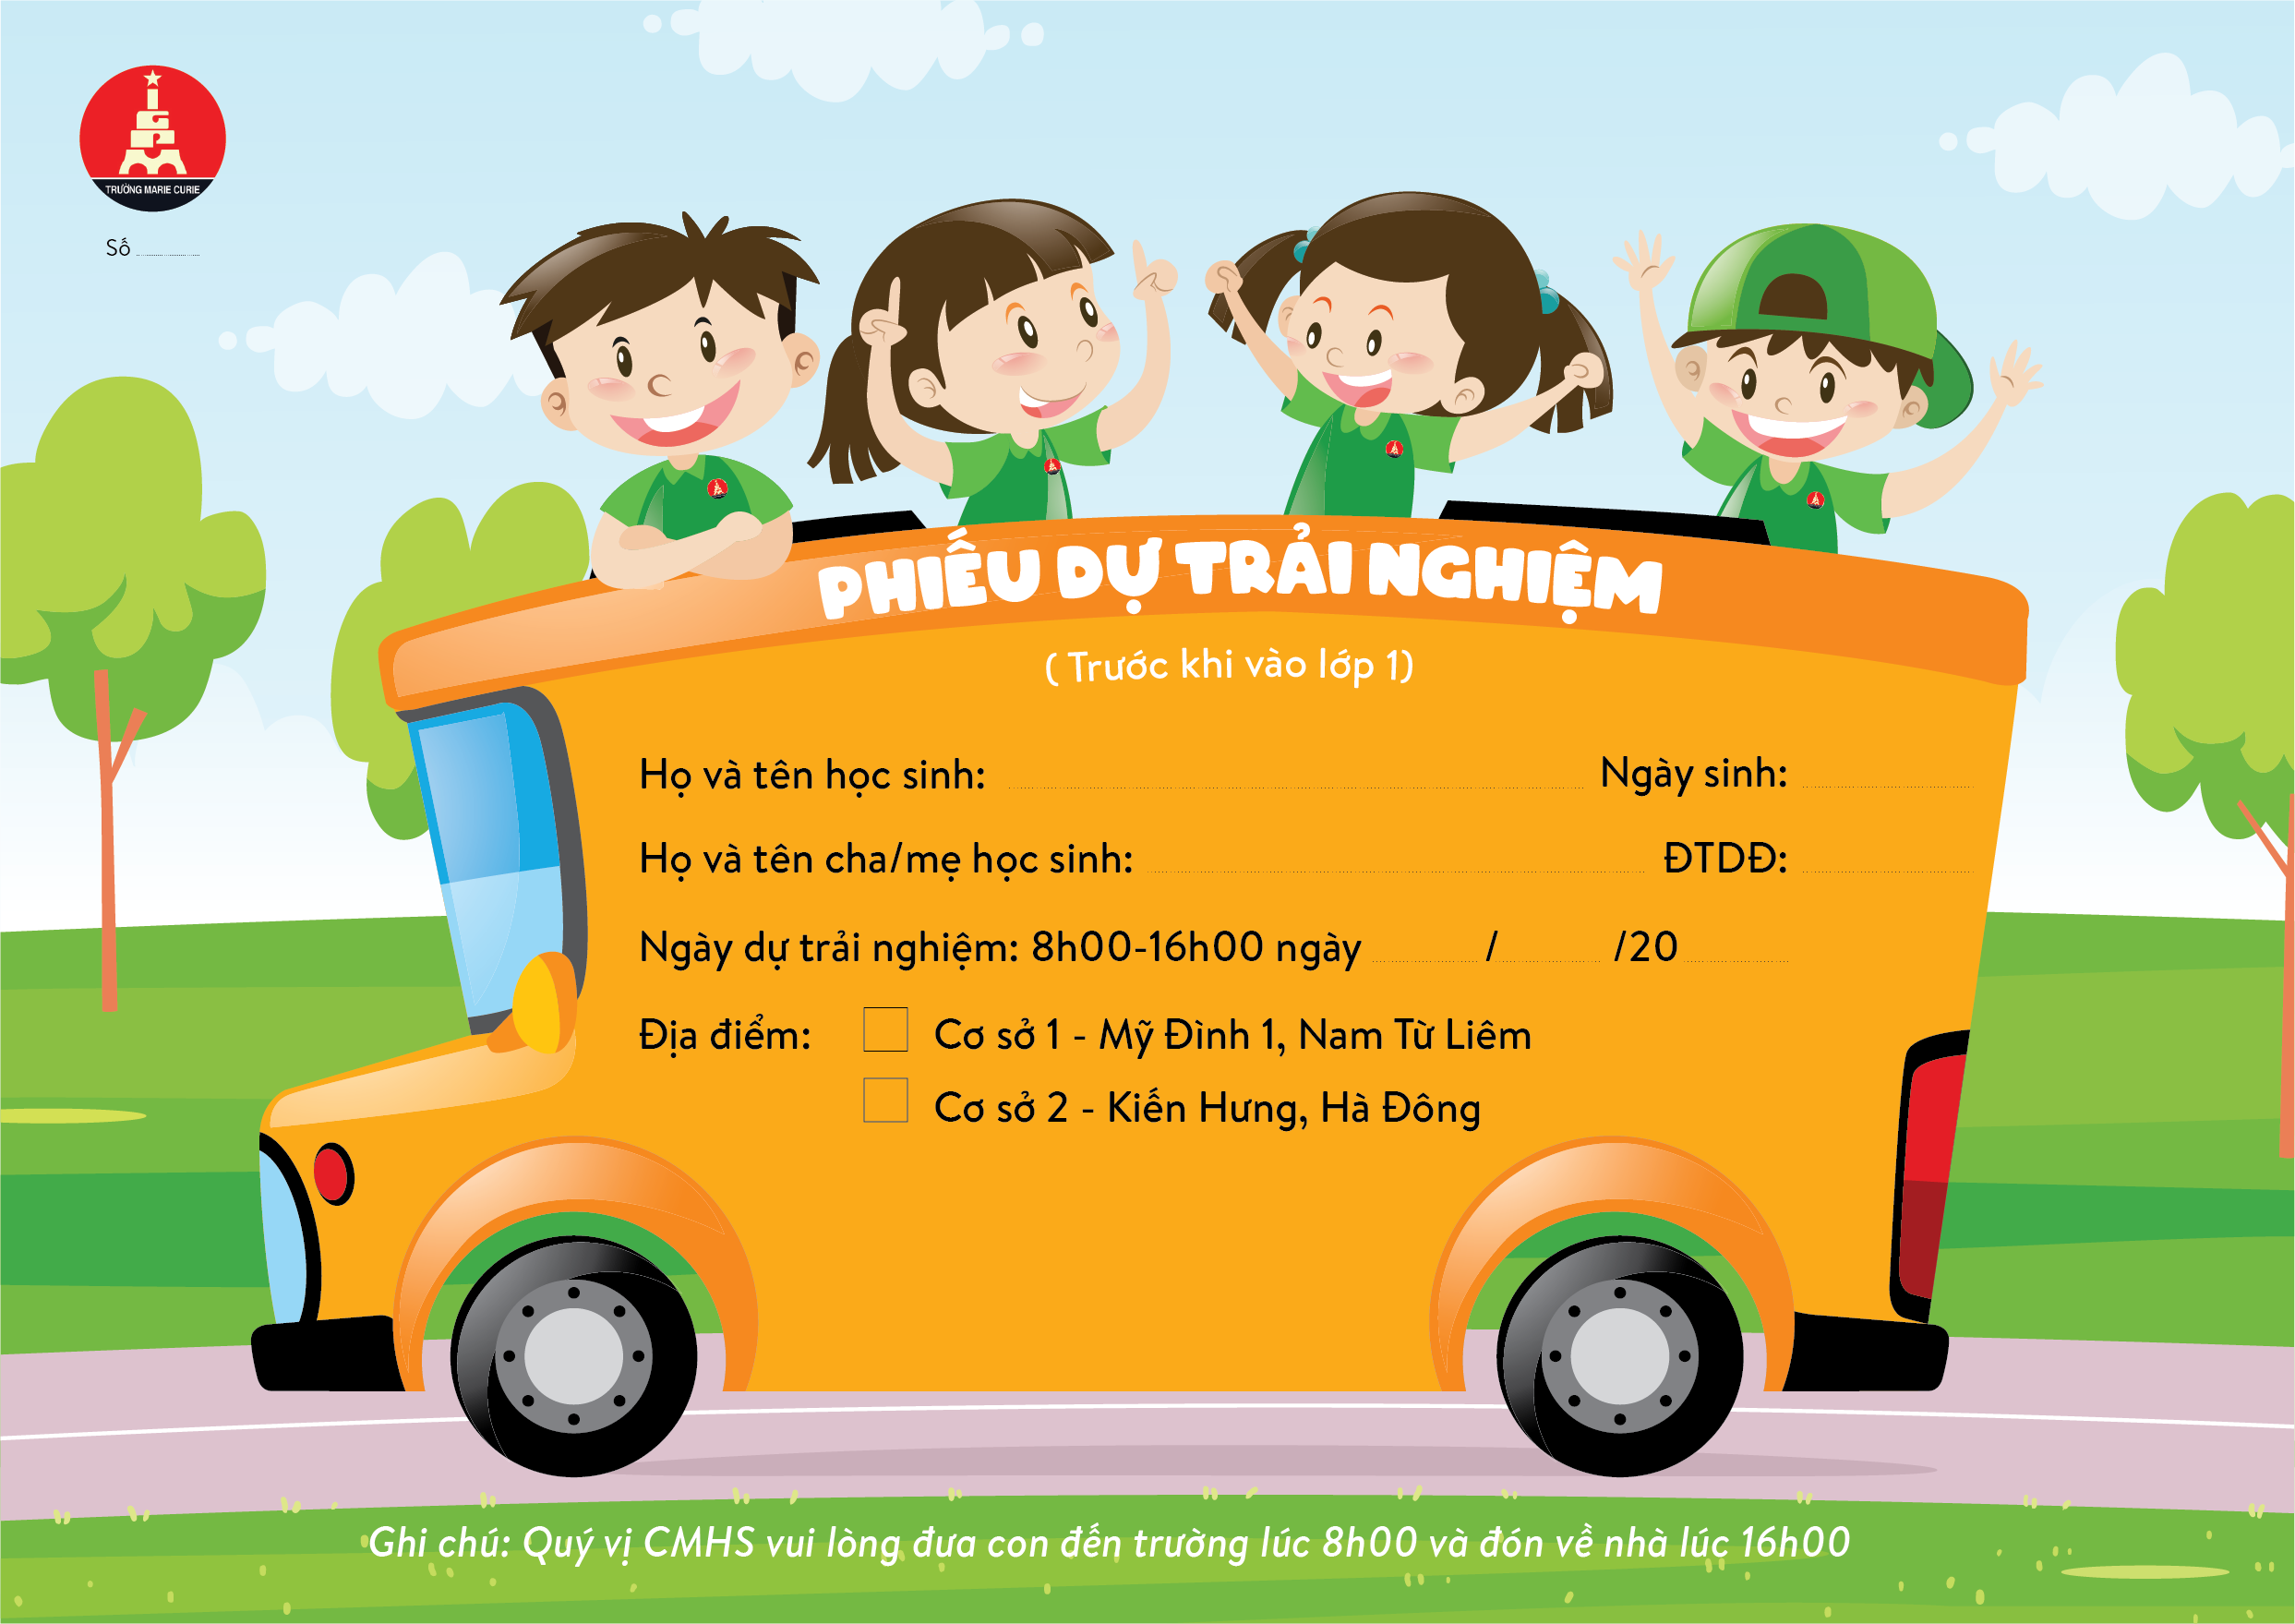 TRƯỜNG MARIE CURIE
Số
PHIẾU DỰ TRẢI NGHIỆM
( Trước khi vào lớp 1)
Họ và tên học sinh: Ngày sinh:
Họ và tên cha/mẹ học sinh: ĐTDĐ:
Ngày dự trải nghiệm: 8h00-16h00 ngày / /20
Địa điểm: Cơ sở 1 - Mỹ Đình 1, Nam Từ Liêm
Cơ sở 2 - Kiến Hưng, Hà Đông
Ghi chú: Quý vị CMHS vui lòng đưa con đến trường lúc 8h00 và đón về nhà lúc 16h00